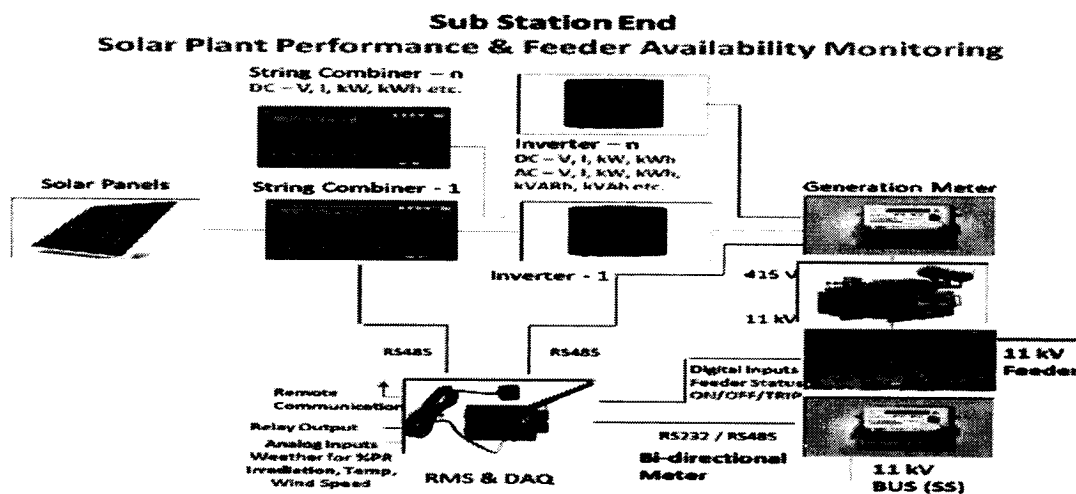 Sub Station End
Solar Plant Performance & Feeder Availability Monitoring
String Combiner – n
DC – V, I, kW, kWh etc.
Inverter – n
DC – V, I, kW, kWh
AC – V, I, kW, KWh,
kVARh, kVAh etc.
Solar Panels
String Combiner - 1
Generation Meter
Inverter - 1
415 V
11 kV
RS485
RS485
11 kV
Feeder
Digital Inputs
Feeder Status
ON/OFF/TRIP
Remote
Communication
Relay Output
Analog Inputs
Weather for %PR
Irradiation, Temp,
Wind Speed
RMS & DAQ
RS232 / RS485
Bi-directional
Meter
11 kV
BUS (SS)